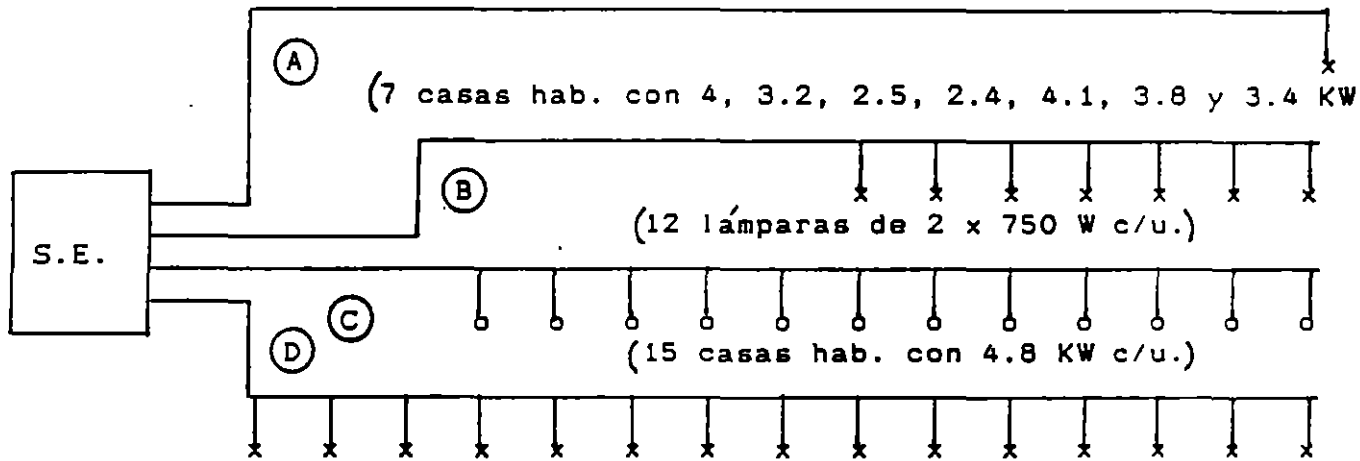 A
(7 casas hab. con 4, 3.2, 2.5, 2.4, 4.1, 3.8 y 3.4 KW
B
(12 lámparas de 2 x 750 W c/u.)
S.E.
C
D
(15 casas hab. con 4.8 KW c/u.)